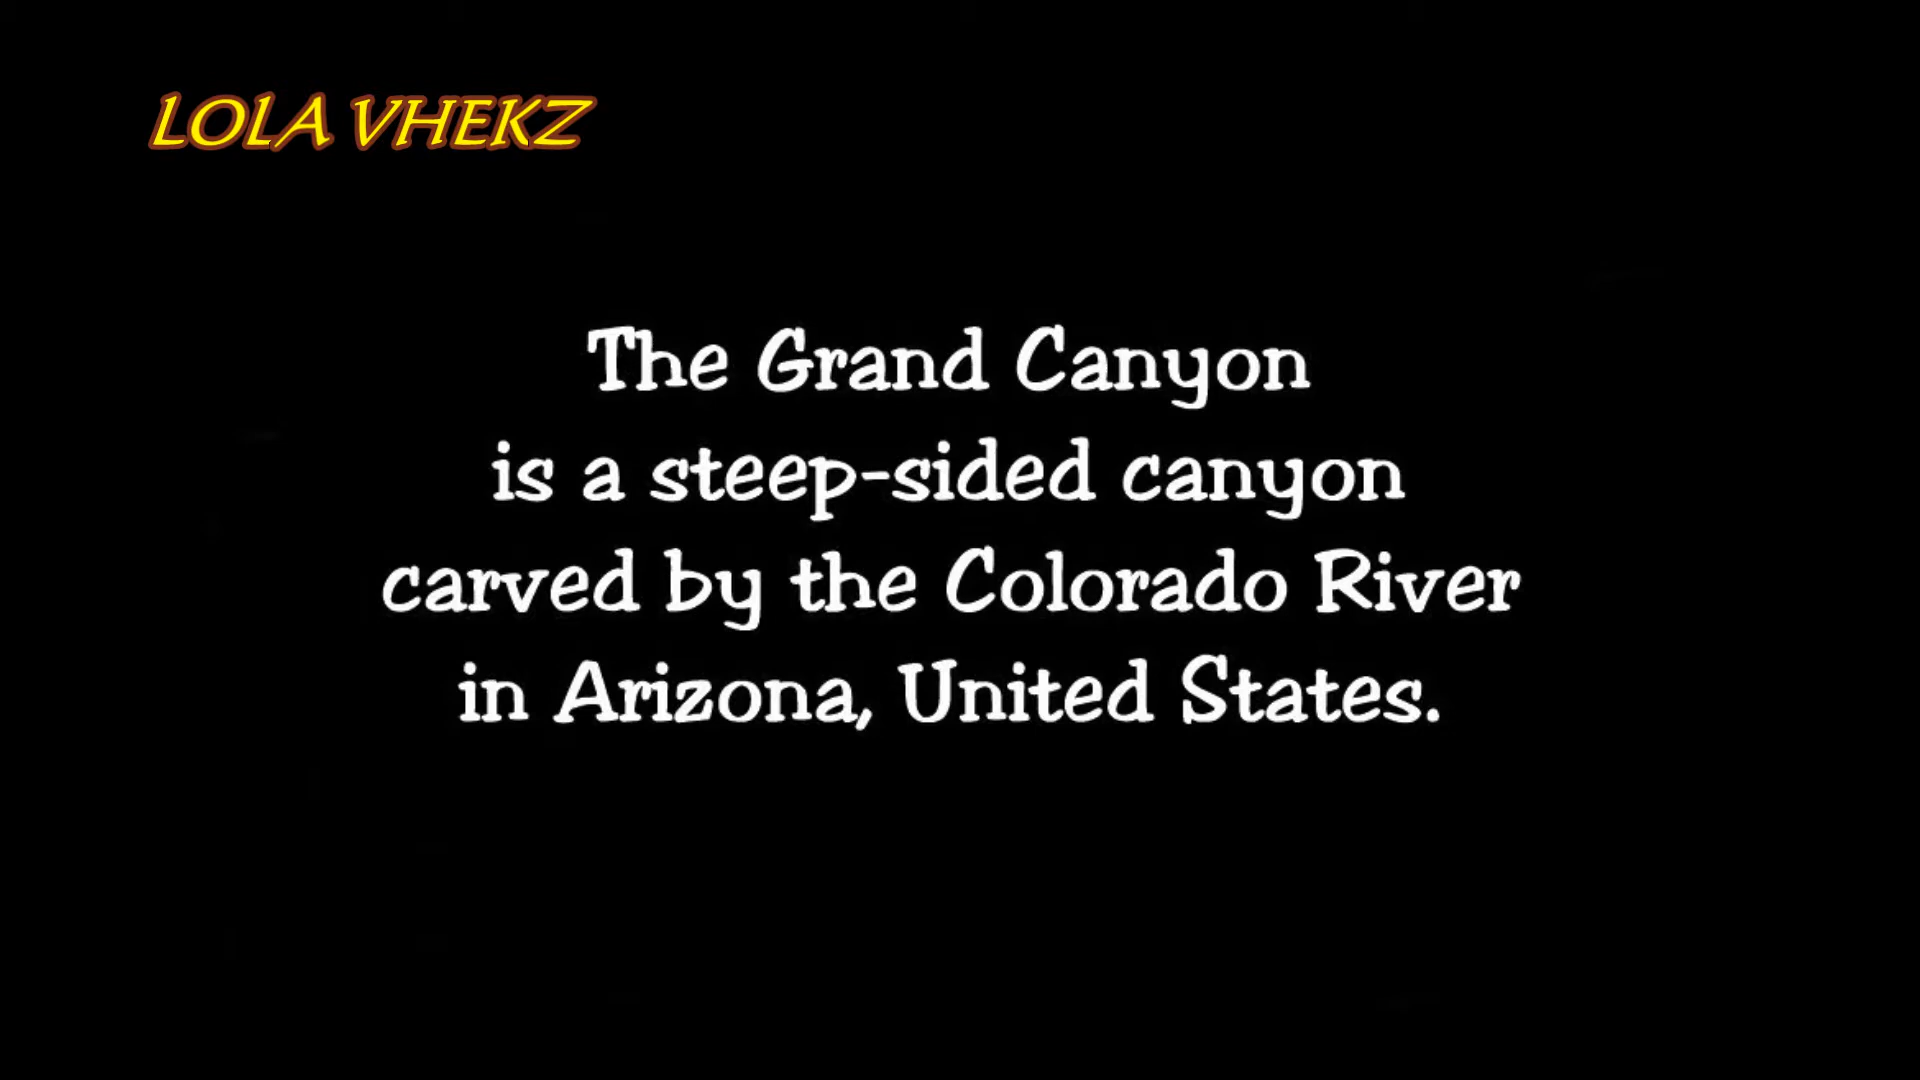 LOLA VHEKZ
The Grand Canyon
is a steep-sided canyon
carved by the Colorado River
in Arizona, United States.